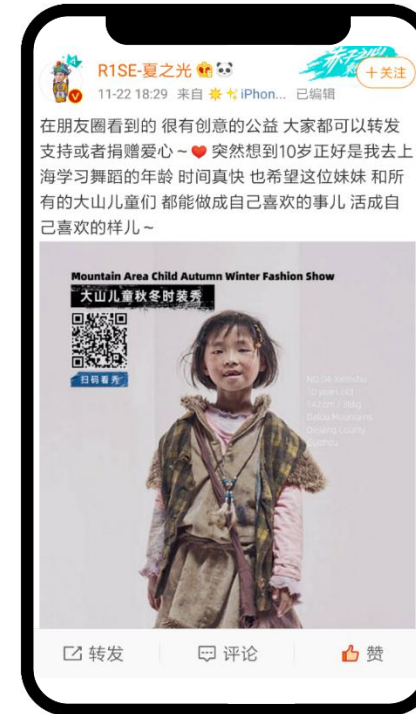 R1SE-夏之光
+关注
11-22 18:29 来自 iPhon... 已编辑
在朋友圈看到的 很有创意的公益 大家都可以转发
支持或者捐赠爱心～ 突然想到10岁正好是我去上
海学习舞蹈的年龄 时间真快 也希望这位妹妹 和所
有的大山儿童们 都能做成自己喜欢的事儿 活成自
己喜欢的样儿～
Mountain Area Child Autumn Winter Fashion Show
大山儿童秋冬时装秀
扫码看秀
10 years old
Dalou Mountains
转发
评论
赞